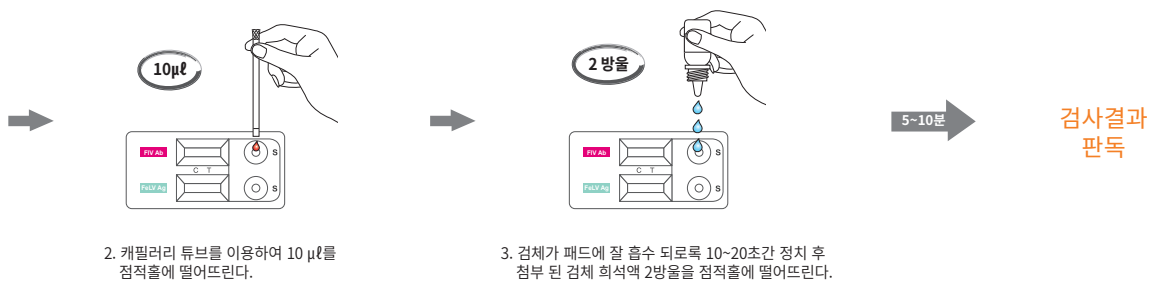 10µℓ
FIV Ab
S
C T
FeLV Ag
S
2. 캐필러리 튜브를 이용하여 10 µℓ를
점적홀에 떨어뜨린다.
2 방울
FIV Ab
S
C T
FeLV Ag
S
3. 검체가 패드에 잘 흡수 되로록 10~20초간 정치 후
첨부 된 검체 희석액 2방울을 점적홀에 떨어뜨린다.
5~10분
검사결과
판독